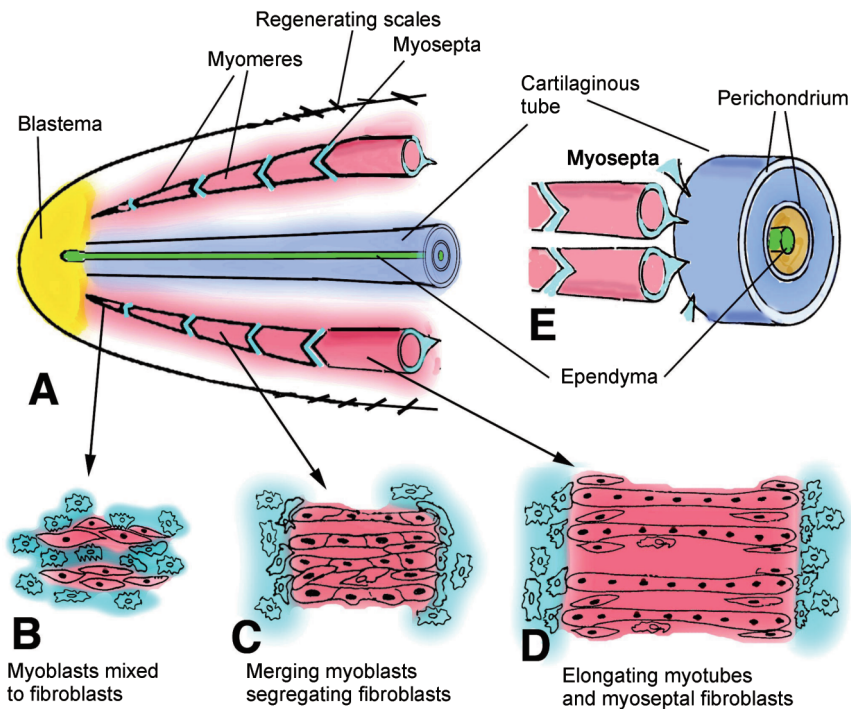 Regenerating scales
Myomeres
Myosepta
Cartilaginous
tube
Perichondrium
Blastema
Myosepta
E
Ependyma
A
B
Myoblasts mixed
to fibroblasts
C
Merging myoblasts
segregating fibroblasts
D
Elongating myotubes
and myoseptal fibroblasts